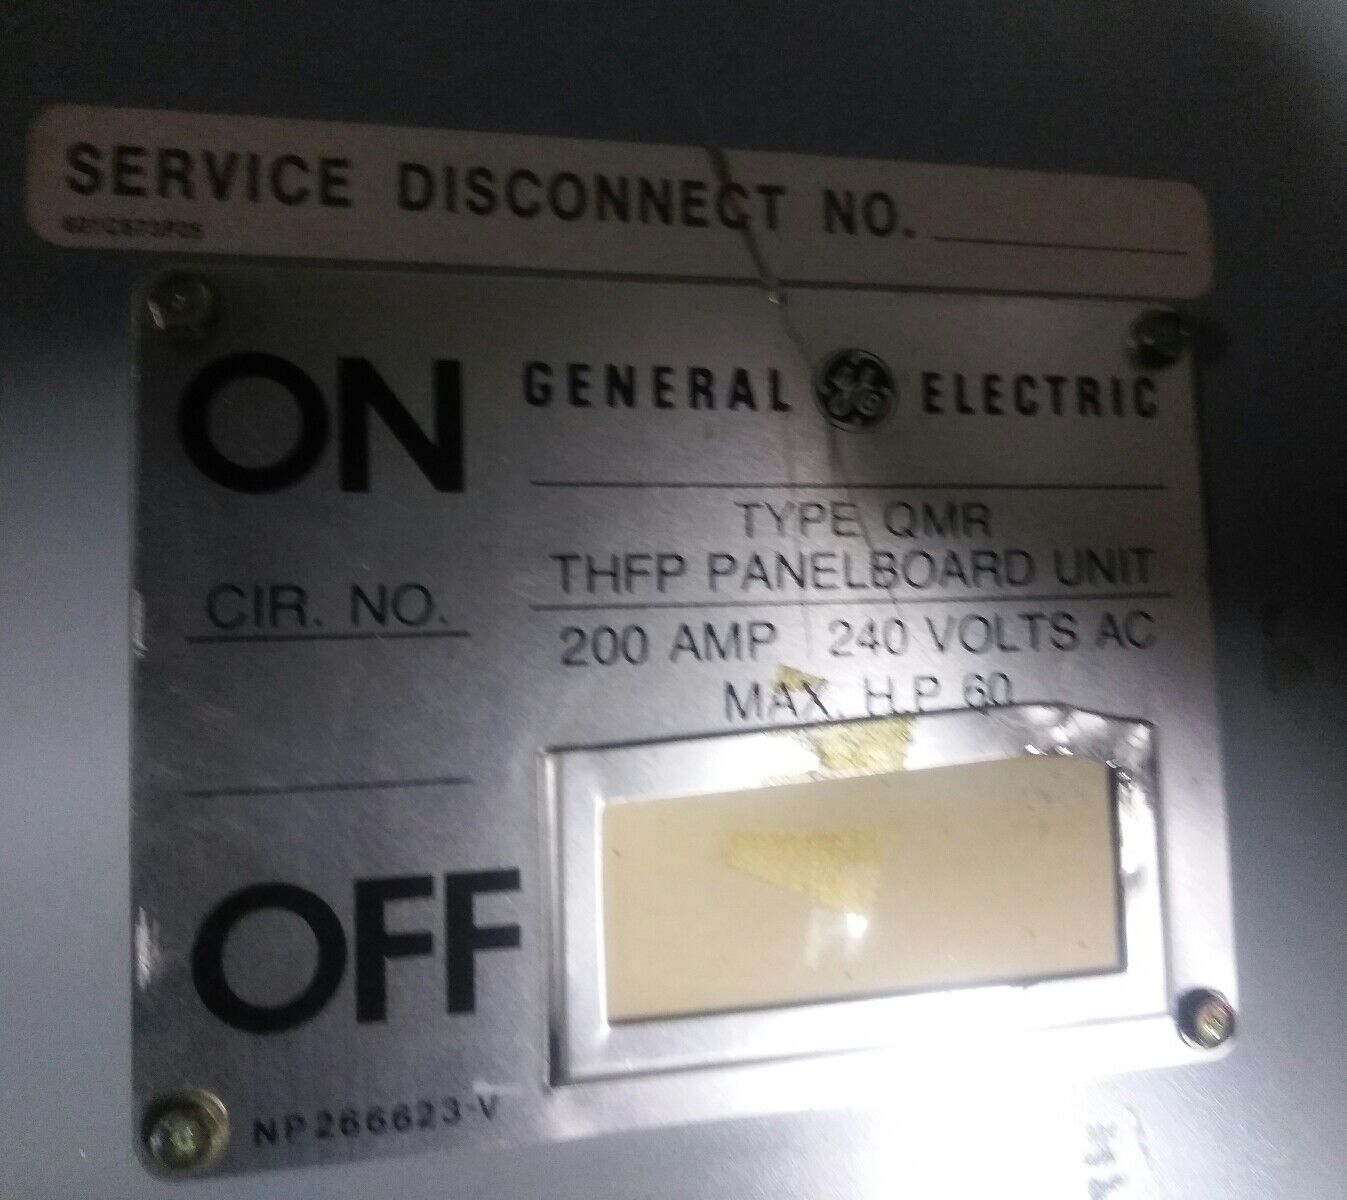 SERVICE DISCONNECT NO.
ON
GENERAL GE ELECTRIC
TYPE QMR
THFP PANELBOARD UNIT
CIR. NO.
200 AMP 240 VOLTS AC
MAX. H.P. 60
OFF
NP266623-V